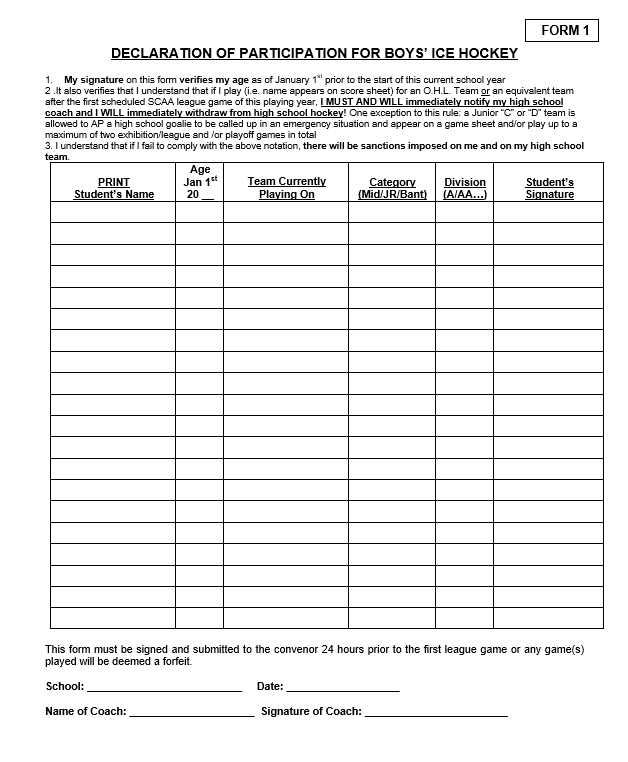 FORM 1
DECLARATION OF PARTICIPATION FOR BOYS' ICE HOCKEY
1. My signature on this form verifies my age as of January 1st prior to the start of this current school year
2 .It also verifies that I understand that if I play (i.e. name appears on score sheet) for an O.H.L. Team or an equivalent team
after the first scheduled SCAA league game of this playing year, I MUST AND WILL immediately notify my high school
coach and I WILL immediately withdraw from high school hockey! One exception to this rule: a Junior “C” or “D” team is
allowed to AP a high school goalie to be called up in an emergency situation and appear on a game sheet and/or play up to a
maximum of two exhibition/league and /or playoff games in total
3. I understand that if I fail to comply with the above notation, there will be sanctions imposed on me and on my high school
team.
PRINT
Student's Name
Age
Jan 1st
20 __
Team Currently
Playing On
Category
(Mid/JR/Bant)
Division
(A/AA…)
Student's
Signature
This form must be signed and submitted to the convenor 24 hours prior to the first league game or any game(s)
played will be deemed a forfeit.
School: _________________________ Date: __________________
Name of Coach: ____________________ Signature of Coach: _______________________